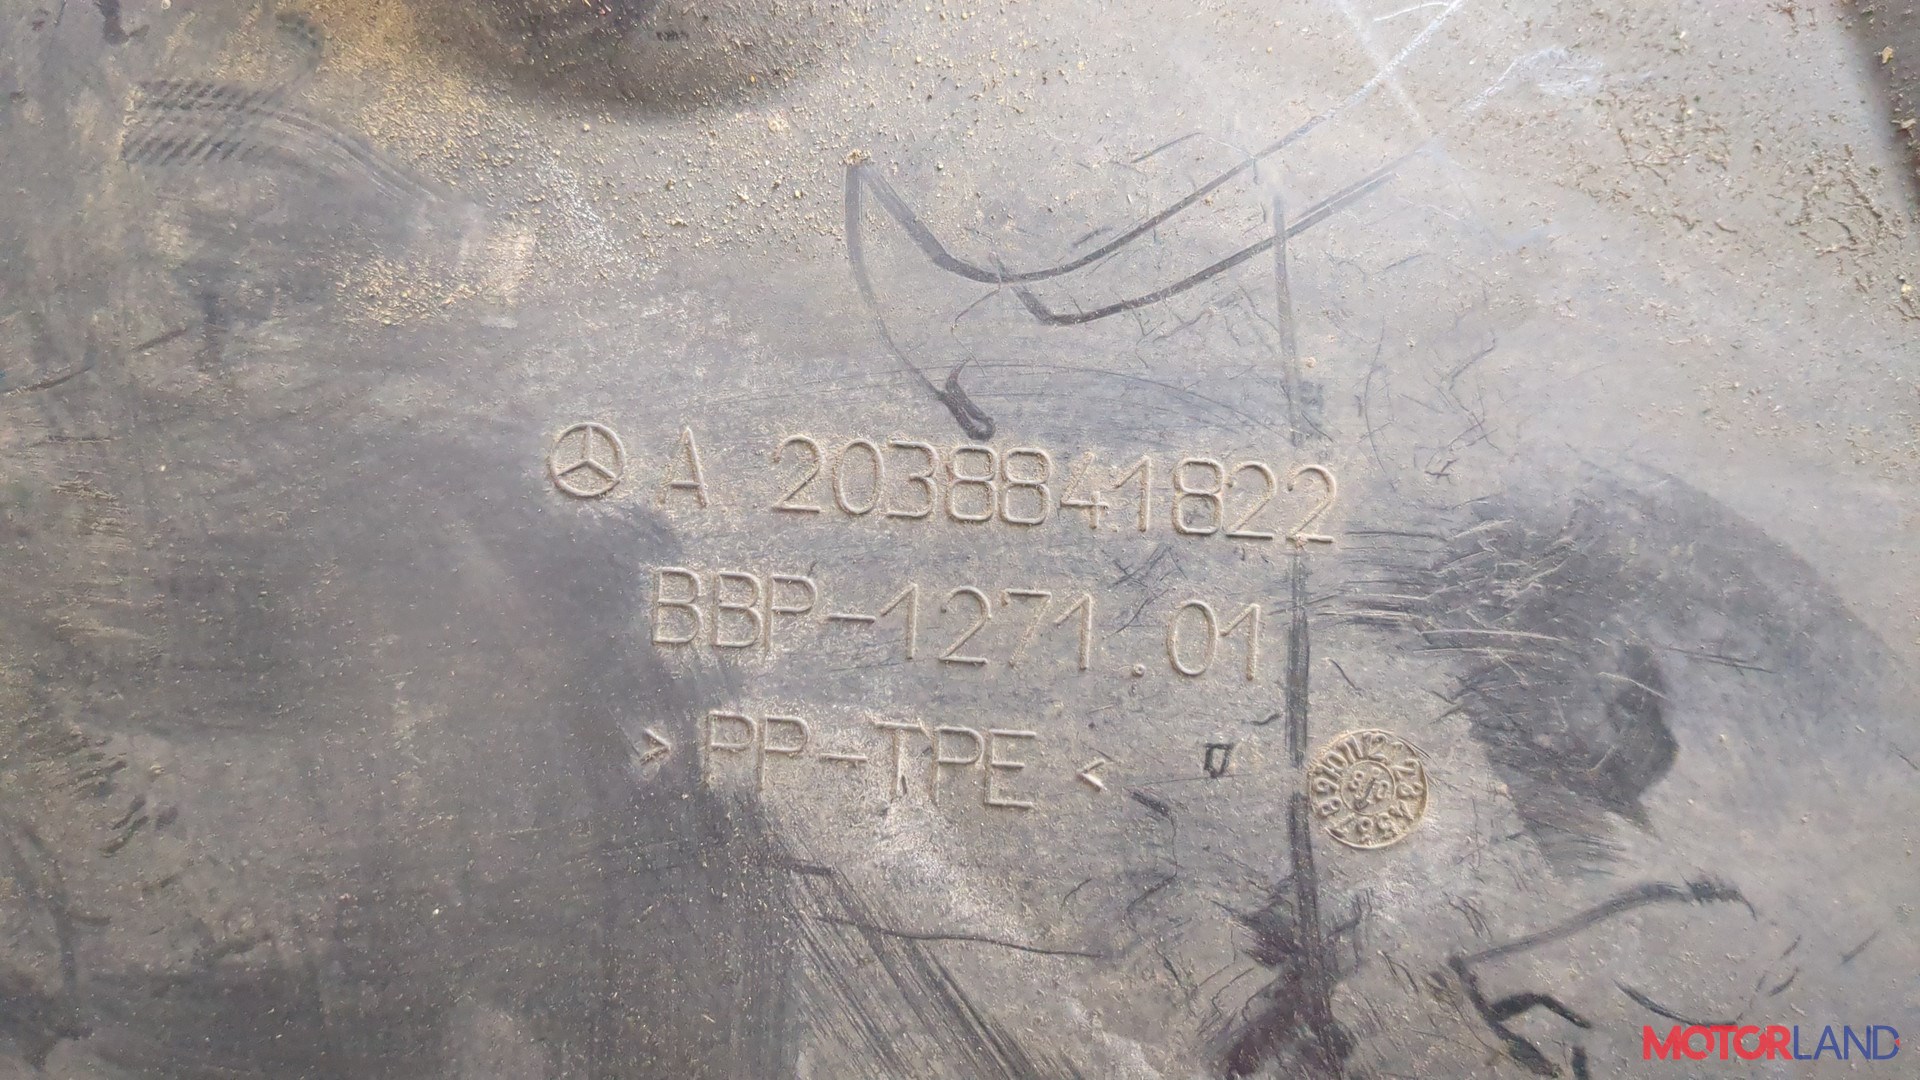 A 2038841822
BBP-1271.01
> PP-TPE <
MOTORLAND